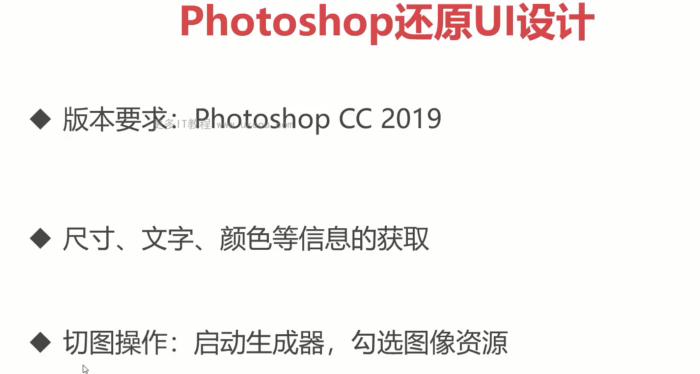 Photoshop还原UI设计
◆ 版本要求：Photoshop CC 2019
◆ 尺寸、文字、颜色等信息的获取
◆ 切图操作：启动生成器，勾选图像资源